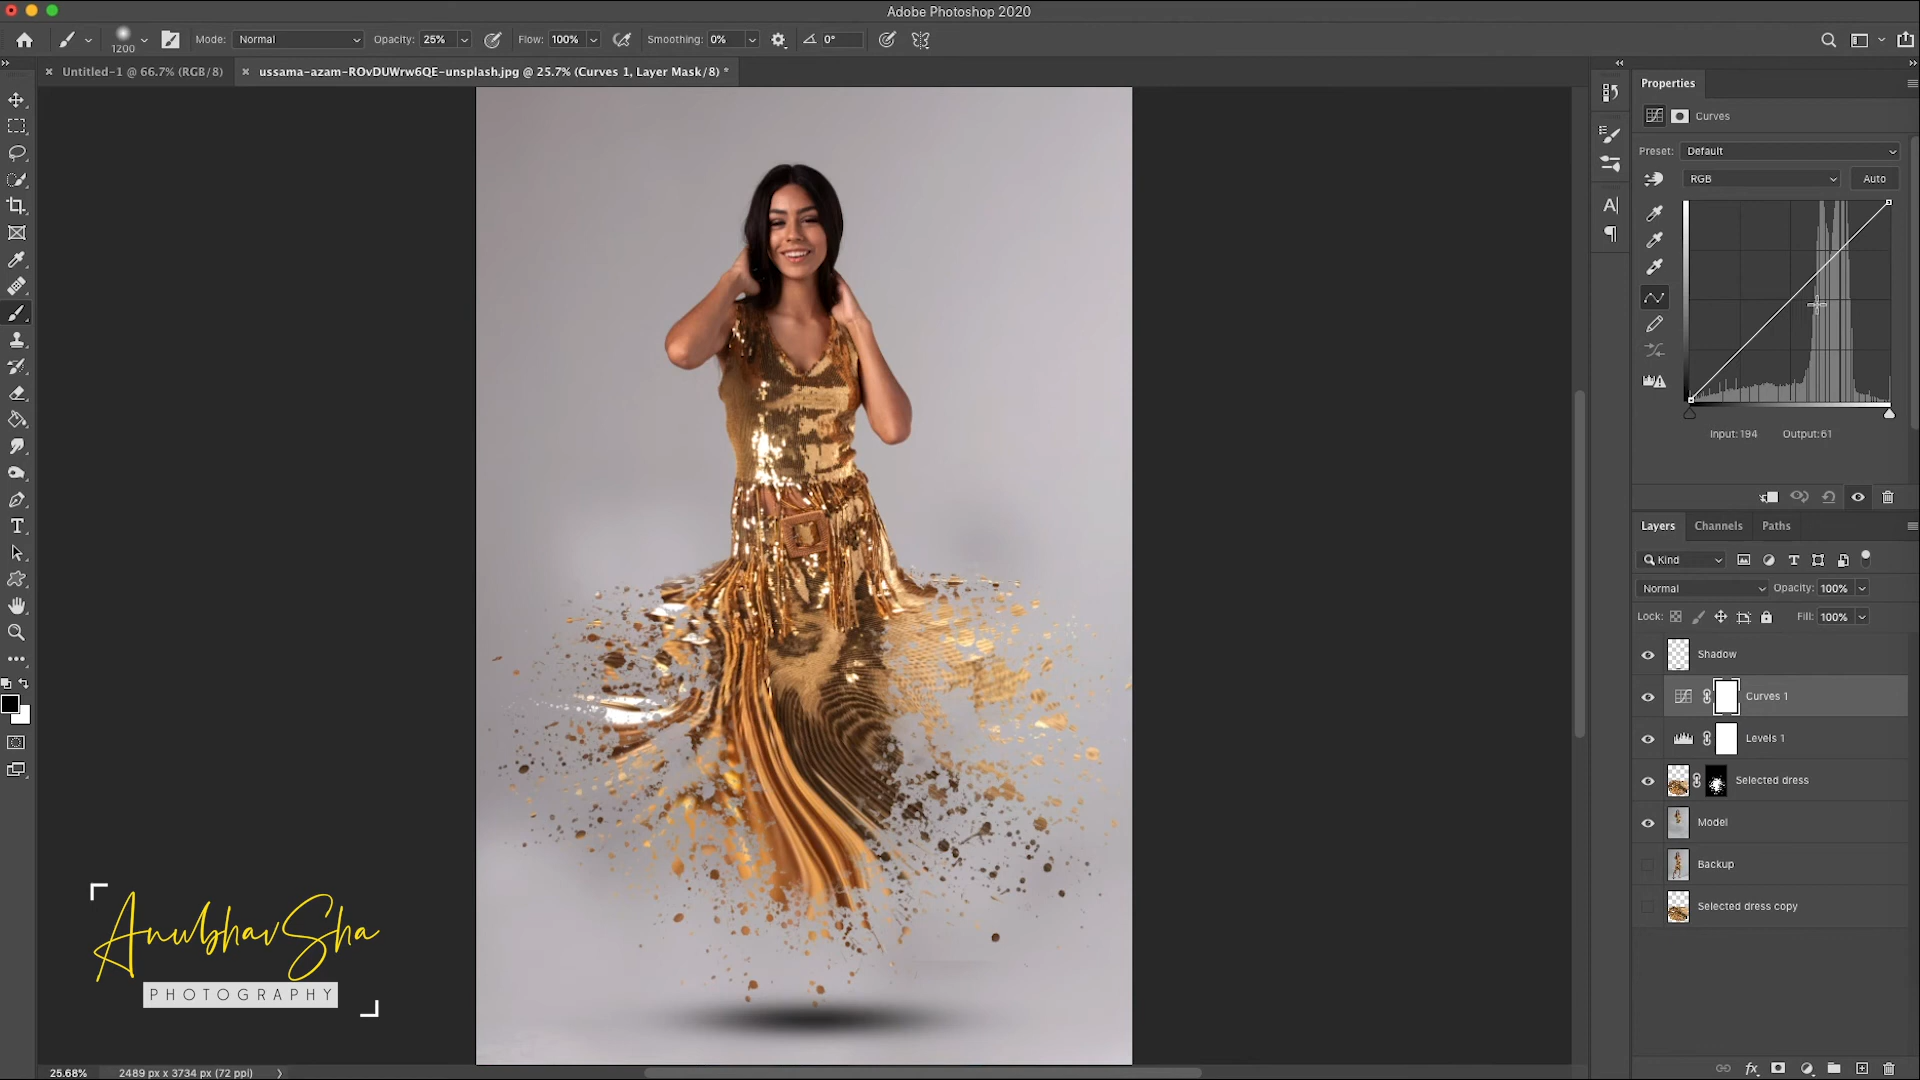 Adobe Photoshop 2020
1200
Mode: Normal
Opacity: 25%
Flow: 100%
Smoothing: 0%
0°
Untitled-1 @ 66.7% (RGB/8)
ussama-azam-ROvDUWrw6QE-unsplash.jpg @ 25.7% (Curves 1, Layer Mask/8) *
Properties
Curves
Preset: Default
RGB
Auto
Input: 194 Output: 61
Layers Channels Paths
Kind
Normal Opacity: 100%
Lock: Fill: 100%
Shadow
Curves 1
Levels 1
Selected dress
Model
Backup
Selected dress copy
AnubhavSha
PHOTOGRAPHY
25.68% 2489 px x 3734 px (72 ppi)